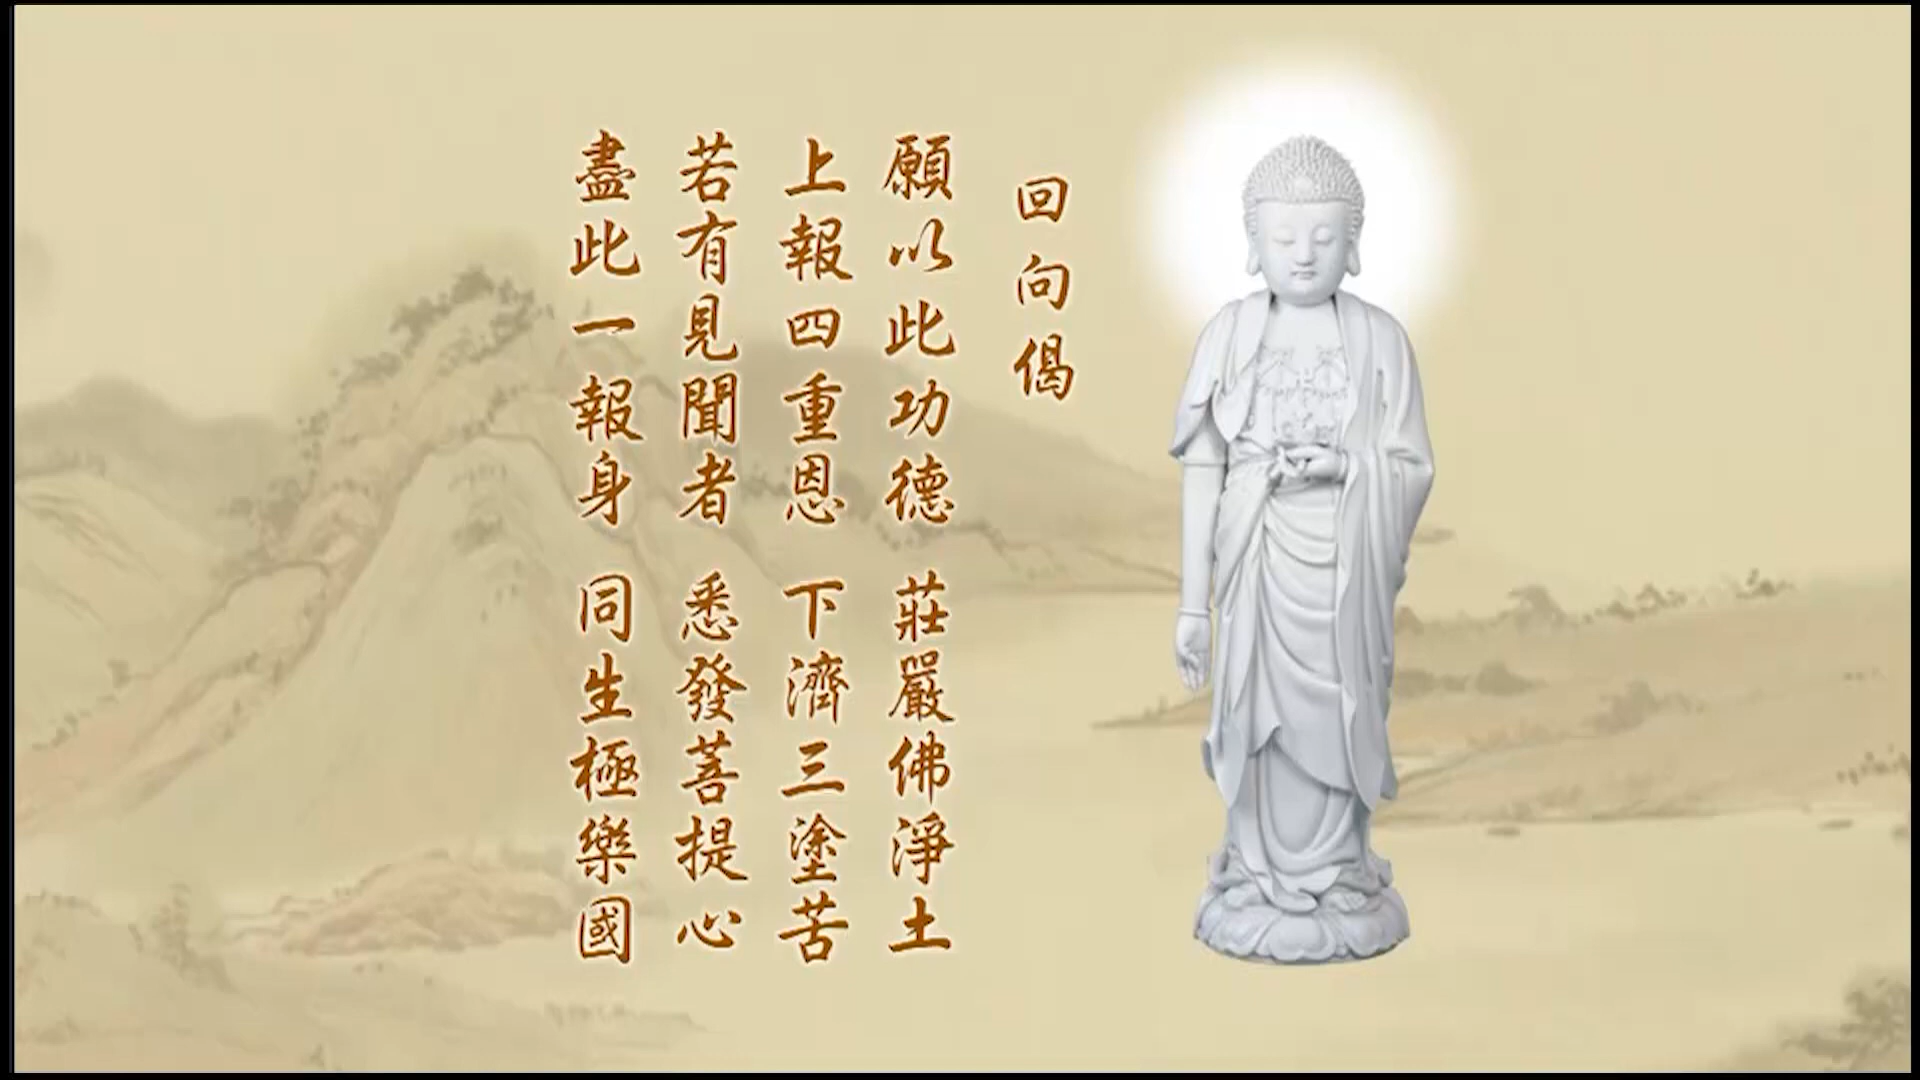 回向偈
願以此功德 莊嚴佛淨土
上報四重恩 下濟三塗苦
若有見聞者 悉發菩提心
盡此一報身 同生極樂國